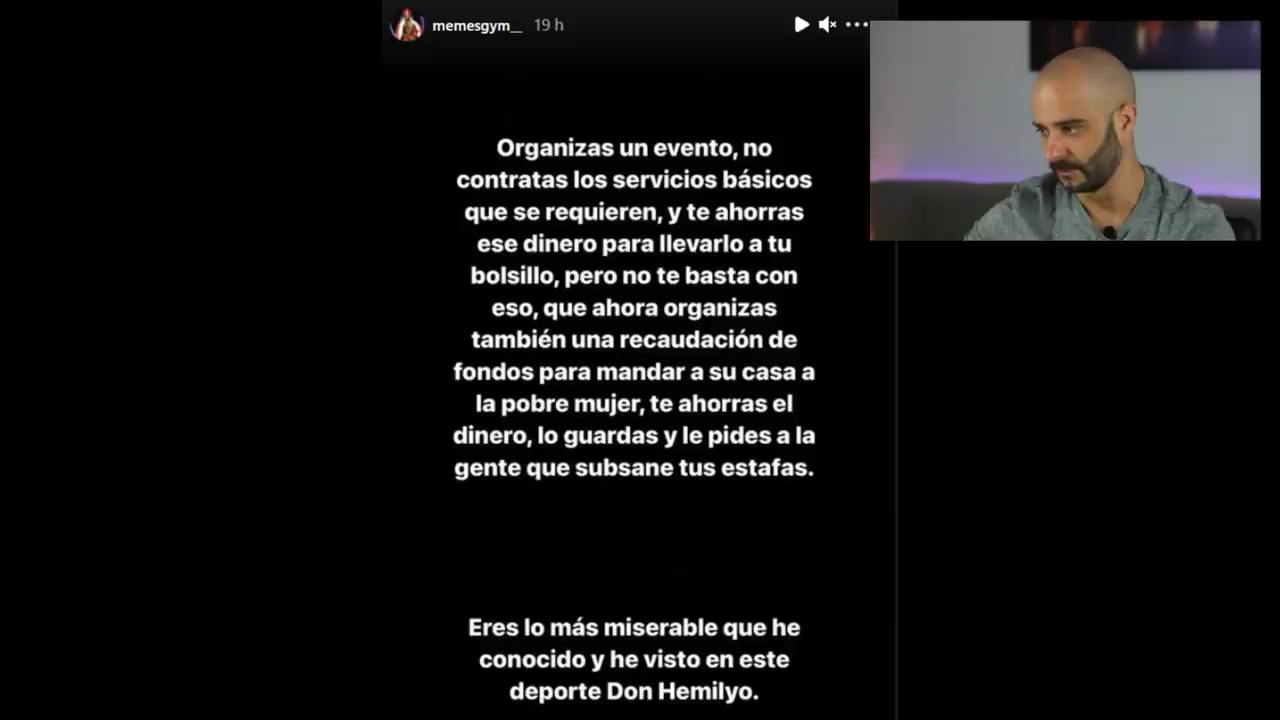 memesgym__ 19 h
Organizas un evento, no
contratas los servicios básicos
que se requieren, y te ahorras
ese dinero para llevarlo a tu
bolsillo, pero no te basta con
eso, que ahora organizas
también una recaudación de
fondos para mandar a su casa a
la pobre mujer, te ahorras el
dinero, lo guardas y le pides a la
gente que subsane tus estafas.
Eres lo más miserable que he
conocido y he visto en este
deporte Don Hemilyo.